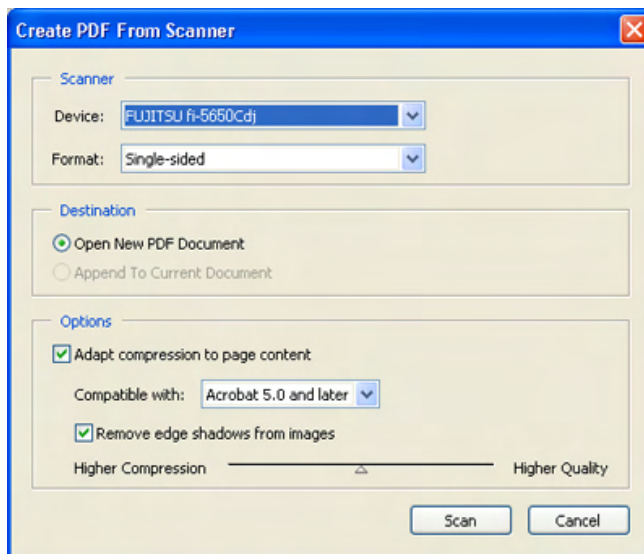 Create PDF From Scanner
Scanner
Device: FUJITSU fi-5650Cdj
Format: Single-sided
Destination
Open New PDF Document
Append To Current Document
Options
Adapt compression to page content
Compatible with: Acrobat 5.0 and later
Remove edge shadows from images
Higher Compression Higher Quality
Scan Cancel